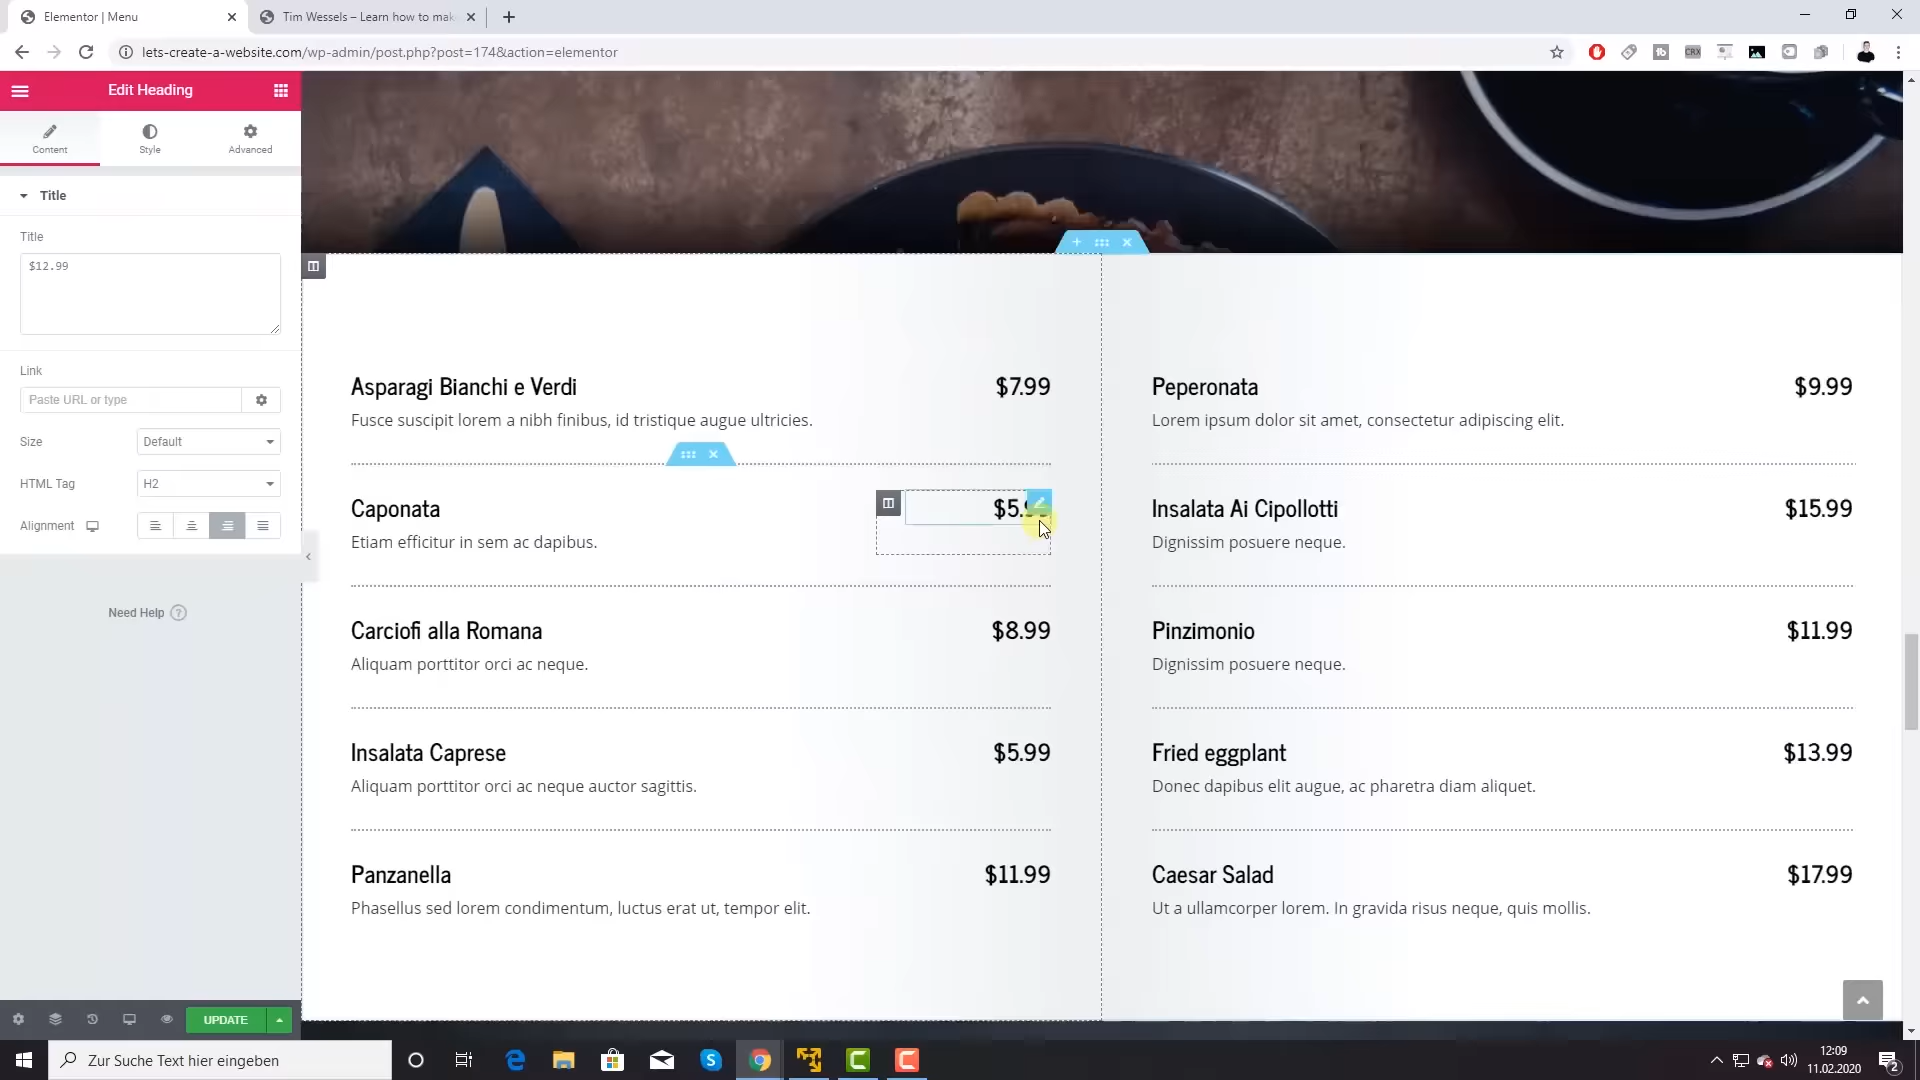 Elementor | Menu
Tim Wessels – Learn how to mak
lets-create-a-website.com/wp-admin/post.php?post=174&action=elementor
CRX
Edit Heading
Content
Style
Advanced
Title
Title
$12.99
Link
Paste URL or type
Size
Default
HTML Tag
H2
Alignment
Need Help ?
UPDATE
Asparagi Bianchi e Verdi
$7.99
Fusce suscipit lorem a nibh finibus, id tristique augue ultricies.
Caponata
Etiam efficitur in sem ac dapibus.
Carciofi alla Romana
$8.99
Aliquam porttitor orci ac neque.
Insalata Caprese
$5.99
Aliquam porttitor orci ac neque auctor sagittis.
Panzanella
$11.99
Phasellus sed lorem condimentum, luctus erat ut, tempor elit.
Peperonata
$9.99
Lorem ipsum dolor sit amet, consectetur adipiscing elit.
Insalata Ai Cipollotti
$15.99
Dignissim posuere neque.
Pinzimonio
$11.99
Dignissim posuere neque.
Fried eggplant
$13.99
Donec dapibus elit augue, ac pharetra diam aliquet.
Caesar Salad
$17.99
Ut a ullamcorper lorem. In gravida risus neque, quis mollis.
Zur Suche Text hier eingeben
12:09
11.02.2020
2